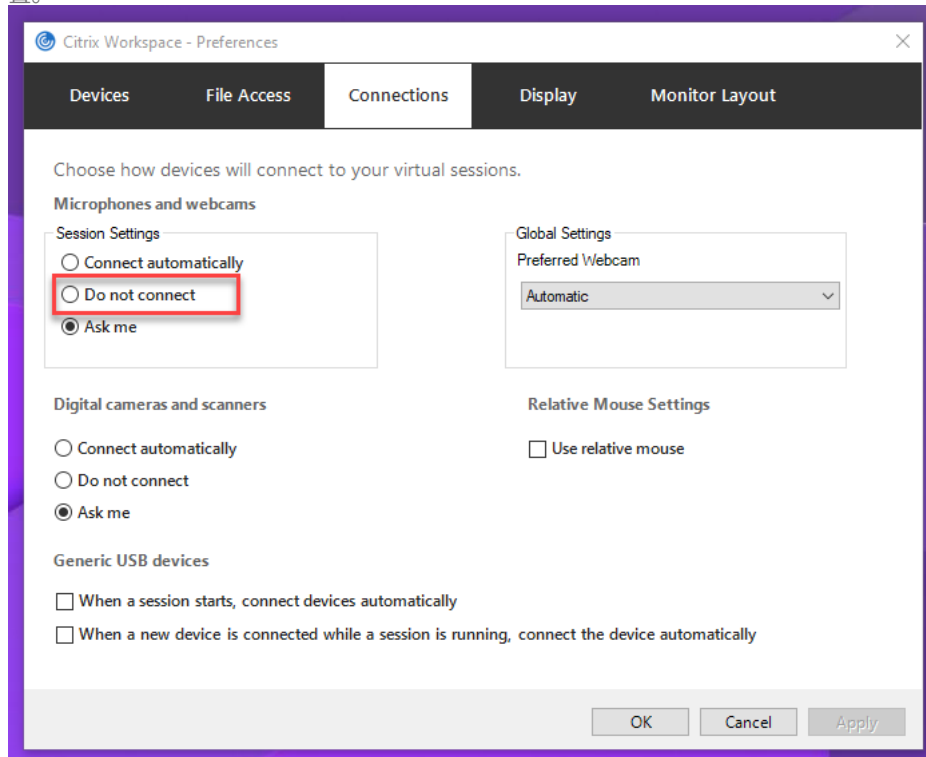 置。
Citrix Workspace - Preferences
Devices File Access Connections Display Monitor Layout
Choose how devices will connect to your virtual sessions.
Microphones and webcams
Session Settings
Connect automatically
Do not connect
Ask me
Global Settings
Preferred Webcam
Automatic
Digital cameras and scanners
Connect automatically
Do not connect
Ask me
Relative Mouse Settings
Use relative mouse
Generic USB devices
When a session starts, connect devices automatically
When a new device is connected while a session is running, connect the device automatically
OK Cancel Apply